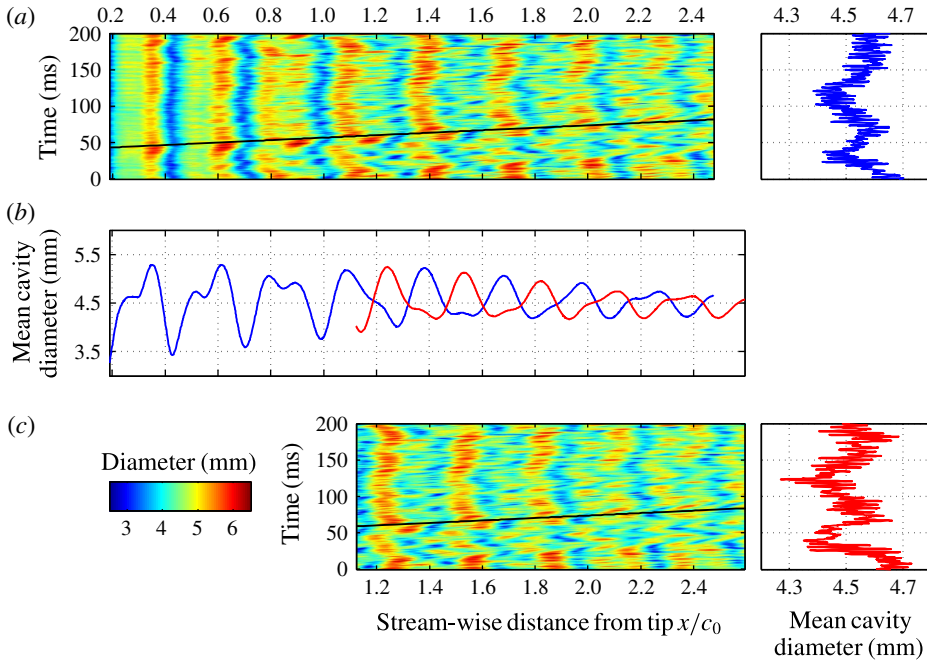 (a)
0.2 0.4 0.6 0.8 1.0 1.2 1.4 1.6 1.8 2.0 2.2 2.4
4.3 4.5 4.7
200
150
100
50
0
Time (ms)
(b)
5.5
4.5
3.5
Mean cavity
diameter (mm)
(c)
200
150
100
50
0
Time (ms)
Diameter (mm)
3 4 5 6
1.2 1.4 1.6 1.8 2.0 2.2 2.4
4.3 4.5 4.7
Stream-wise distance from tip x/c₀
Mean cavity
diameter (mm)